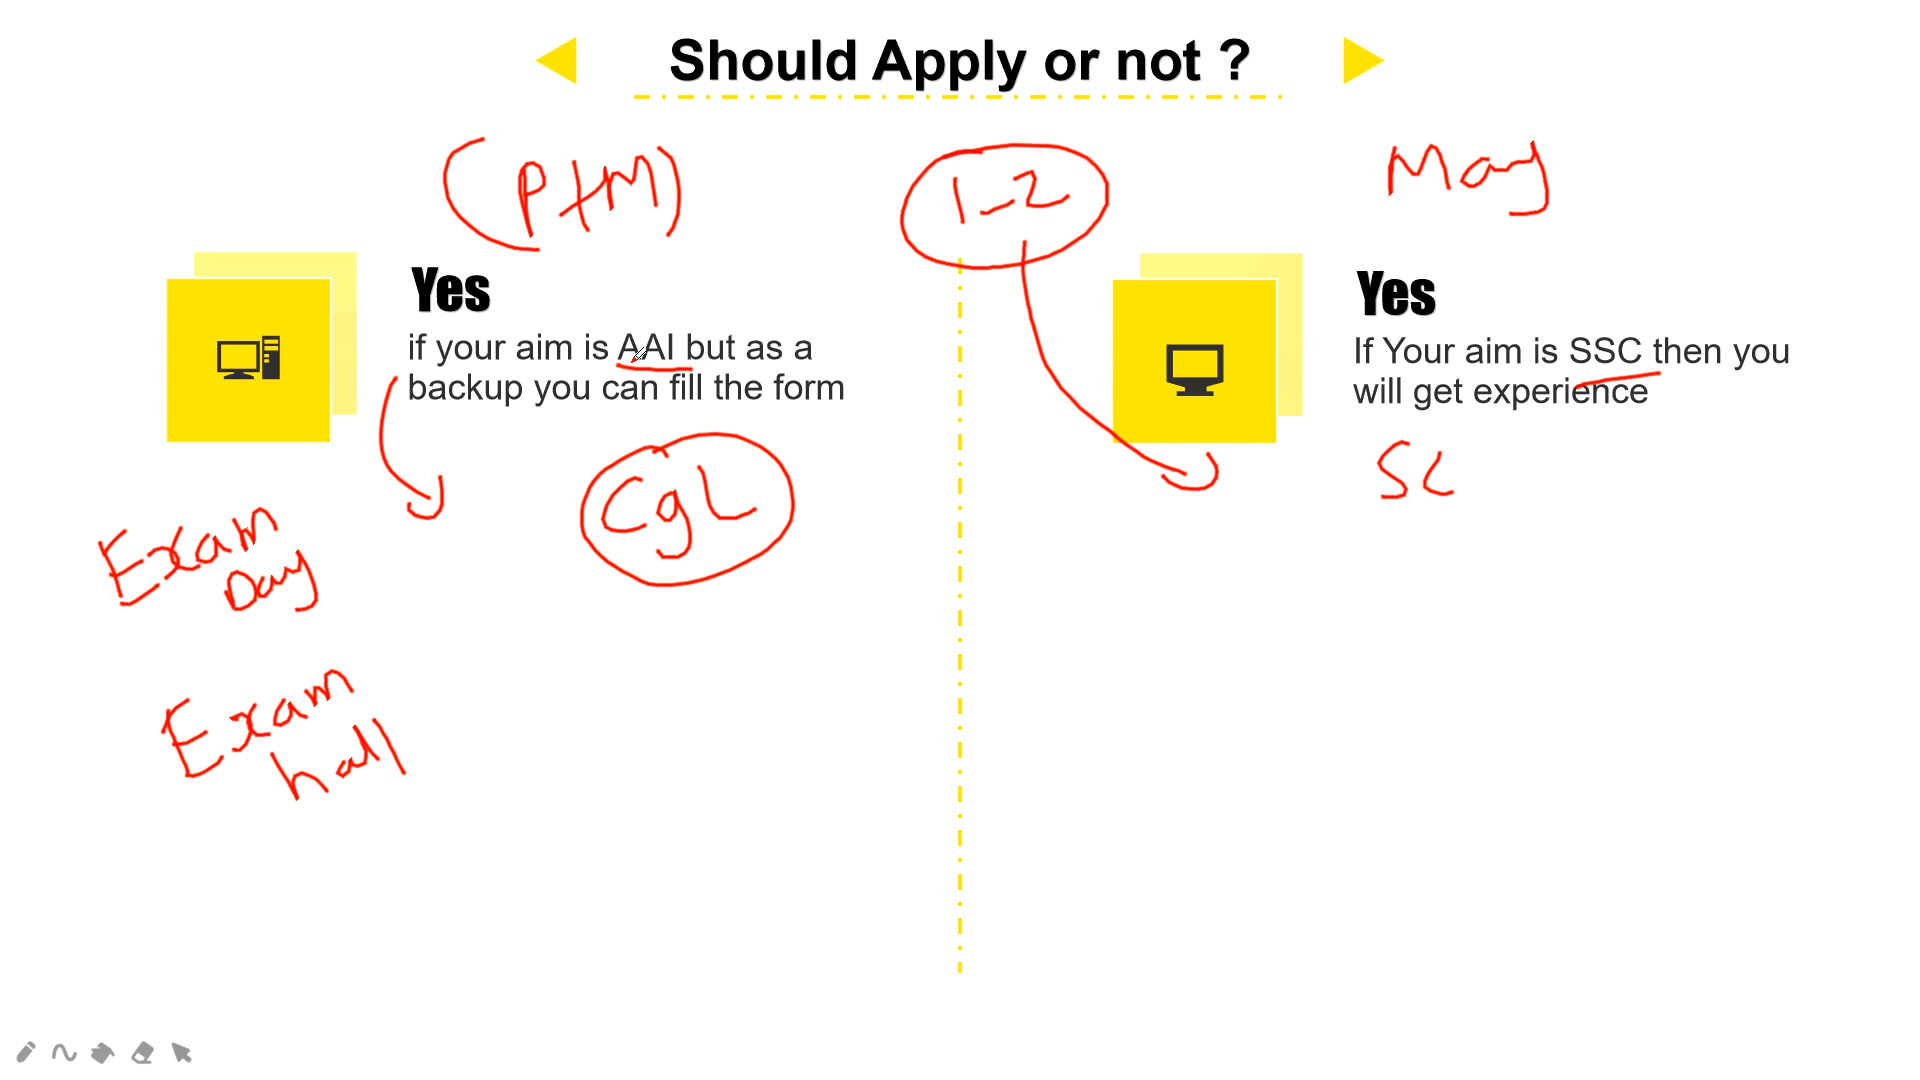 Should Apply or not ?
(P+M)
1-2
May
Yes
if your aim is AAI but as a
backup you can fill the form
CgL
Exam
Day
Exam
hall
Yes
If Your aim is SSC then you
will get experience
SC